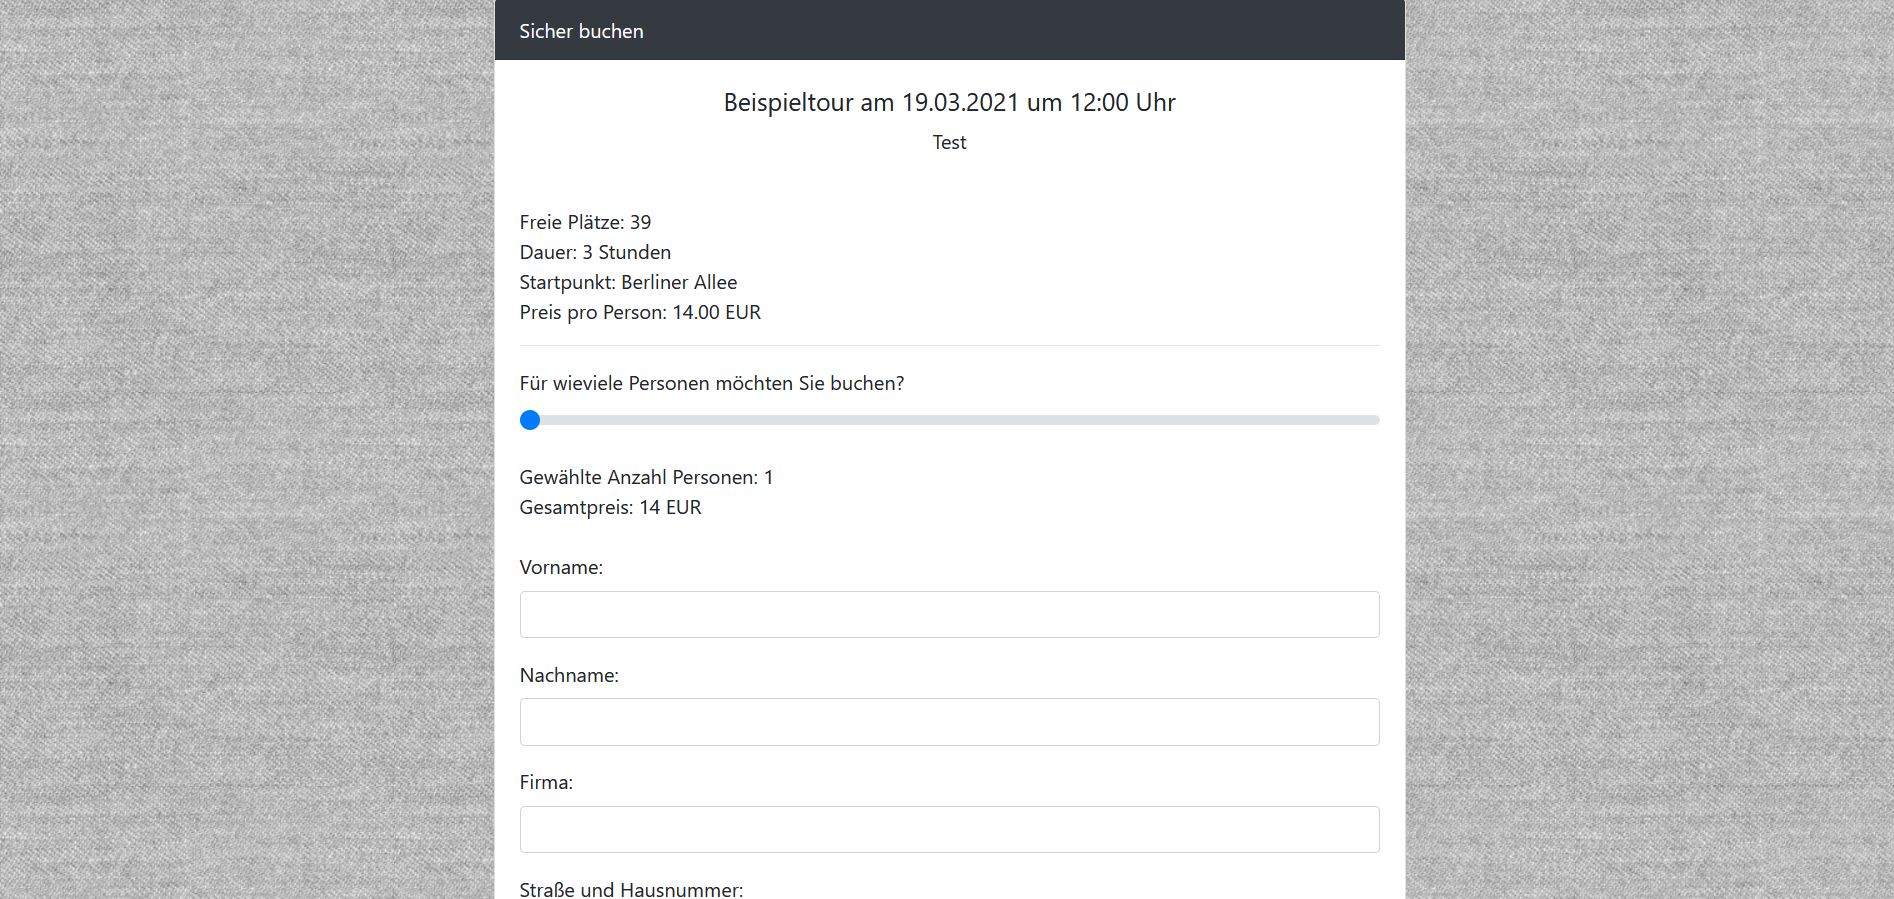 Sicher buchen
Beispieltour am 19.03.2021 um 12:00 Uhr
Test
Freie Plätze: 39
Dauer: 3 Stunden
Startpunkt: Berliner Allee
Preis pro Person: 14.00 EUR
Für wieviele Personen möchten Sie buchen?
Gewählte Anzahl Personen: 1
Gesamtpreis: 14 EUR
Vorname:
Nachname:
Firma:
Straße und Hausnummer: